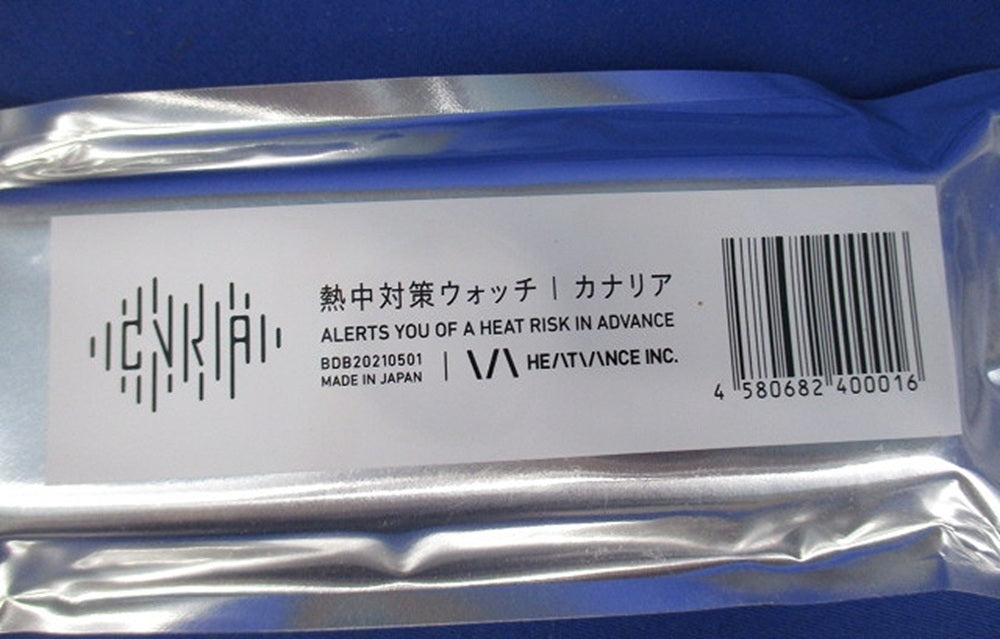 CNRIA
熱中対策ウォッチ | カナリア
ALERTS YOU OF A HEAT RISK IN ADVANCE
BDB20210501
MADE IN JAPAN
HEATVANCE INC.
4 580682 400016